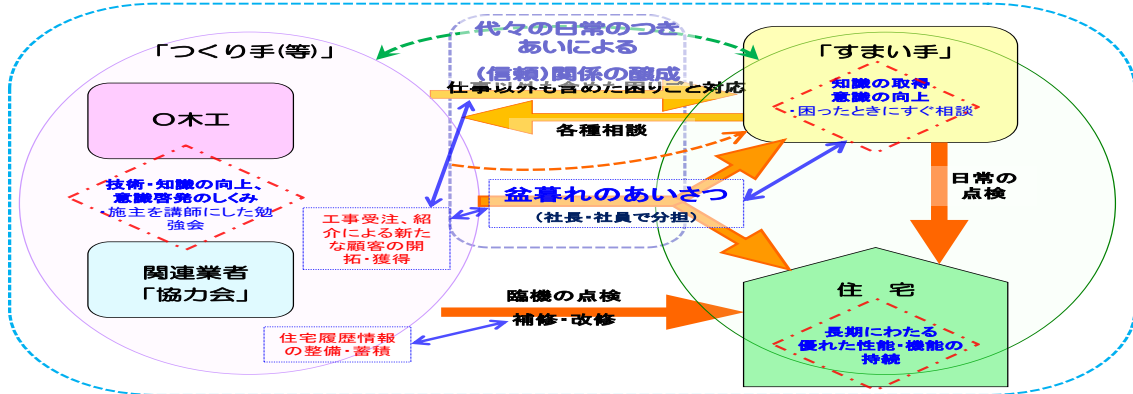 「つくり手(等)」
〇木工
技術・知識の向上、
意識啓発のしくみ
・施主を講師にした勉
強会
関連業者
「協力会」
代々の日常のつき
あいによる
(信頼)関係の醸成
仕事以外も含めた困りごと対応
各種相談
盆暮れのあいさつ
(社長・社員で分担)
工事受注、紹
介による新た
な顧客の開
拓・獲得
臨機の点検
補修・改修
住宅履歴情報
の整備・蓄積
「すまい手」
知識の取得
意識の向上
・困ったときにすぐ相談
日常の
点検
住 宅
長期にわたる
優れた性能・機能の
持続